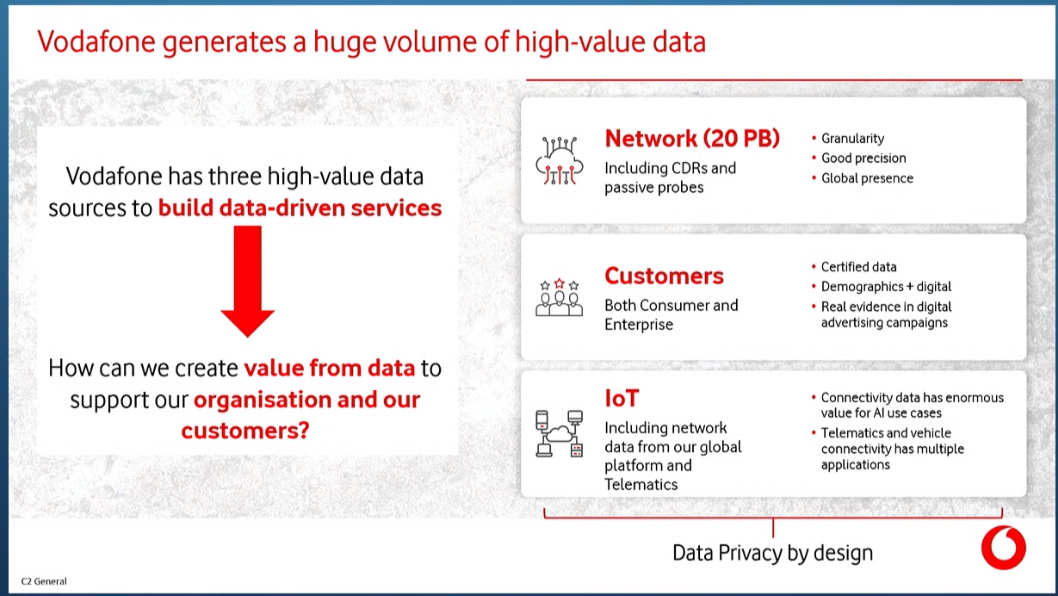 Vodafone generates a huge volume of high-value data
Vodafone has three high-value data
sources to build data-driven services
How can we create value from data to
support our organisation and our
customers?
Network (20 PB)
Including CDRs and
passive probes
• Granularity
• Good precision
• Global presence
Customers
Both Consumer and
Enterprise
• Certified data
• Demographics + digital
• Real evidence in digital
advertising campaigns
IoT
Including network
data from our global
platform and
Telematics
• Connectivity data has enormous
value for AI use cases
• Telematics and vehicle
connectivity has multiple
applications
Data Privacy by design
C2 General